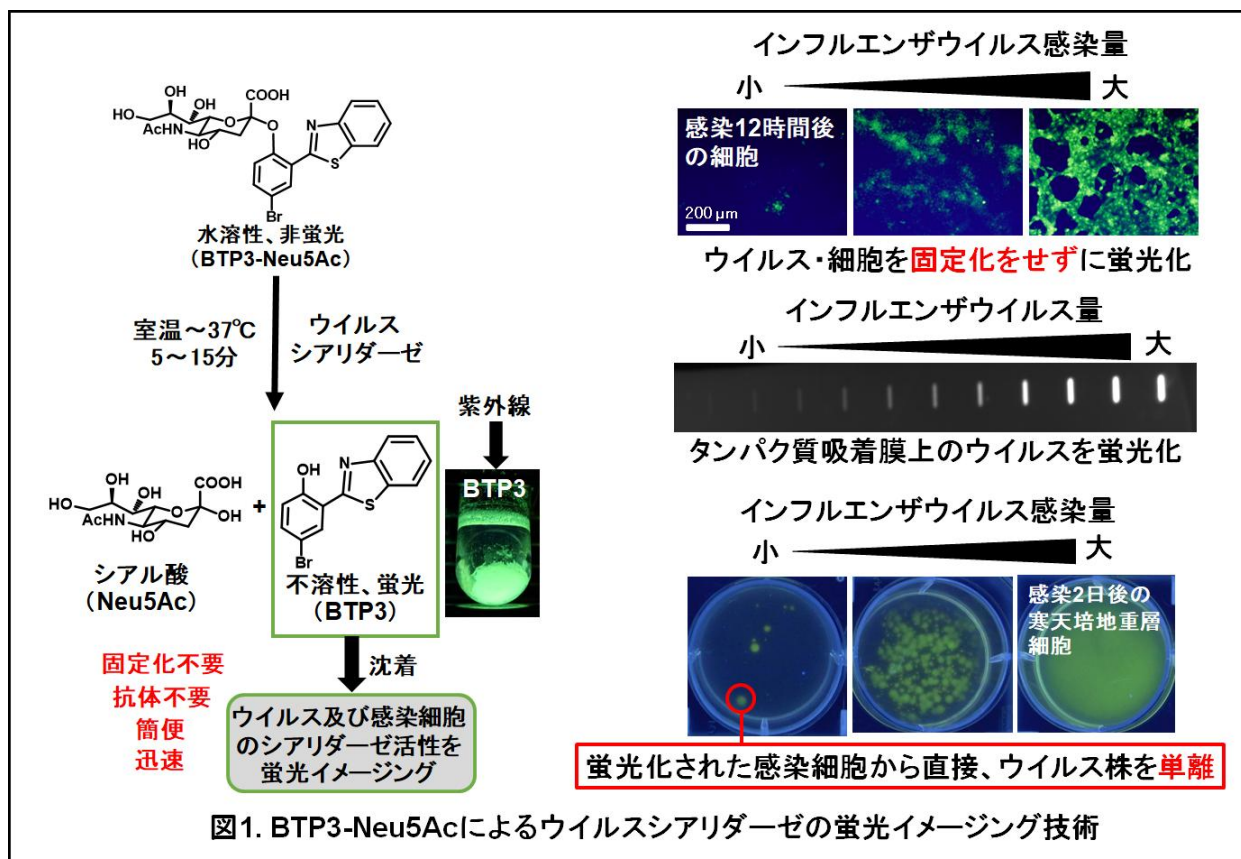 HO
OH
OH
COOH
AcHN
HO
O
O
N
S
Br
水溶性、非蛍光
(BTP3-Neu5Ac)
室温~37℃
5~15分
ウイルス
シアリダーゼ
HO
OH
OH
COOH
O
OH
AcHN
HO
シアル酸
(Neu5Ac)
+
OH
N
S
Br
不溶性、蛍光
(BTP3)
紫外線
BTP3
沈着
固定化不要
抗体不要
簡便
迅速
ウイルス及び感染細胞
のシアリダーゼ活性を
蛍光イメージング
インフルエンザウイルス感染量
小 大
感染12時間後
の細胞
200 μm
ウイルス・細胞を固定化をせずに蛍光化
インフルエンザウイルス量
小 大
タンパク質吸着膜上のウイルスを蛍光化
インフルエンザウイルス感染量
小 大
感染2日後の
寒天培地重層
細胞
蛍光化された感染細胞から直接、ウイルス株を単離
図1. BTP3-Neu5Acによるウイルスシアリダーゼの蛍光イメージング技術